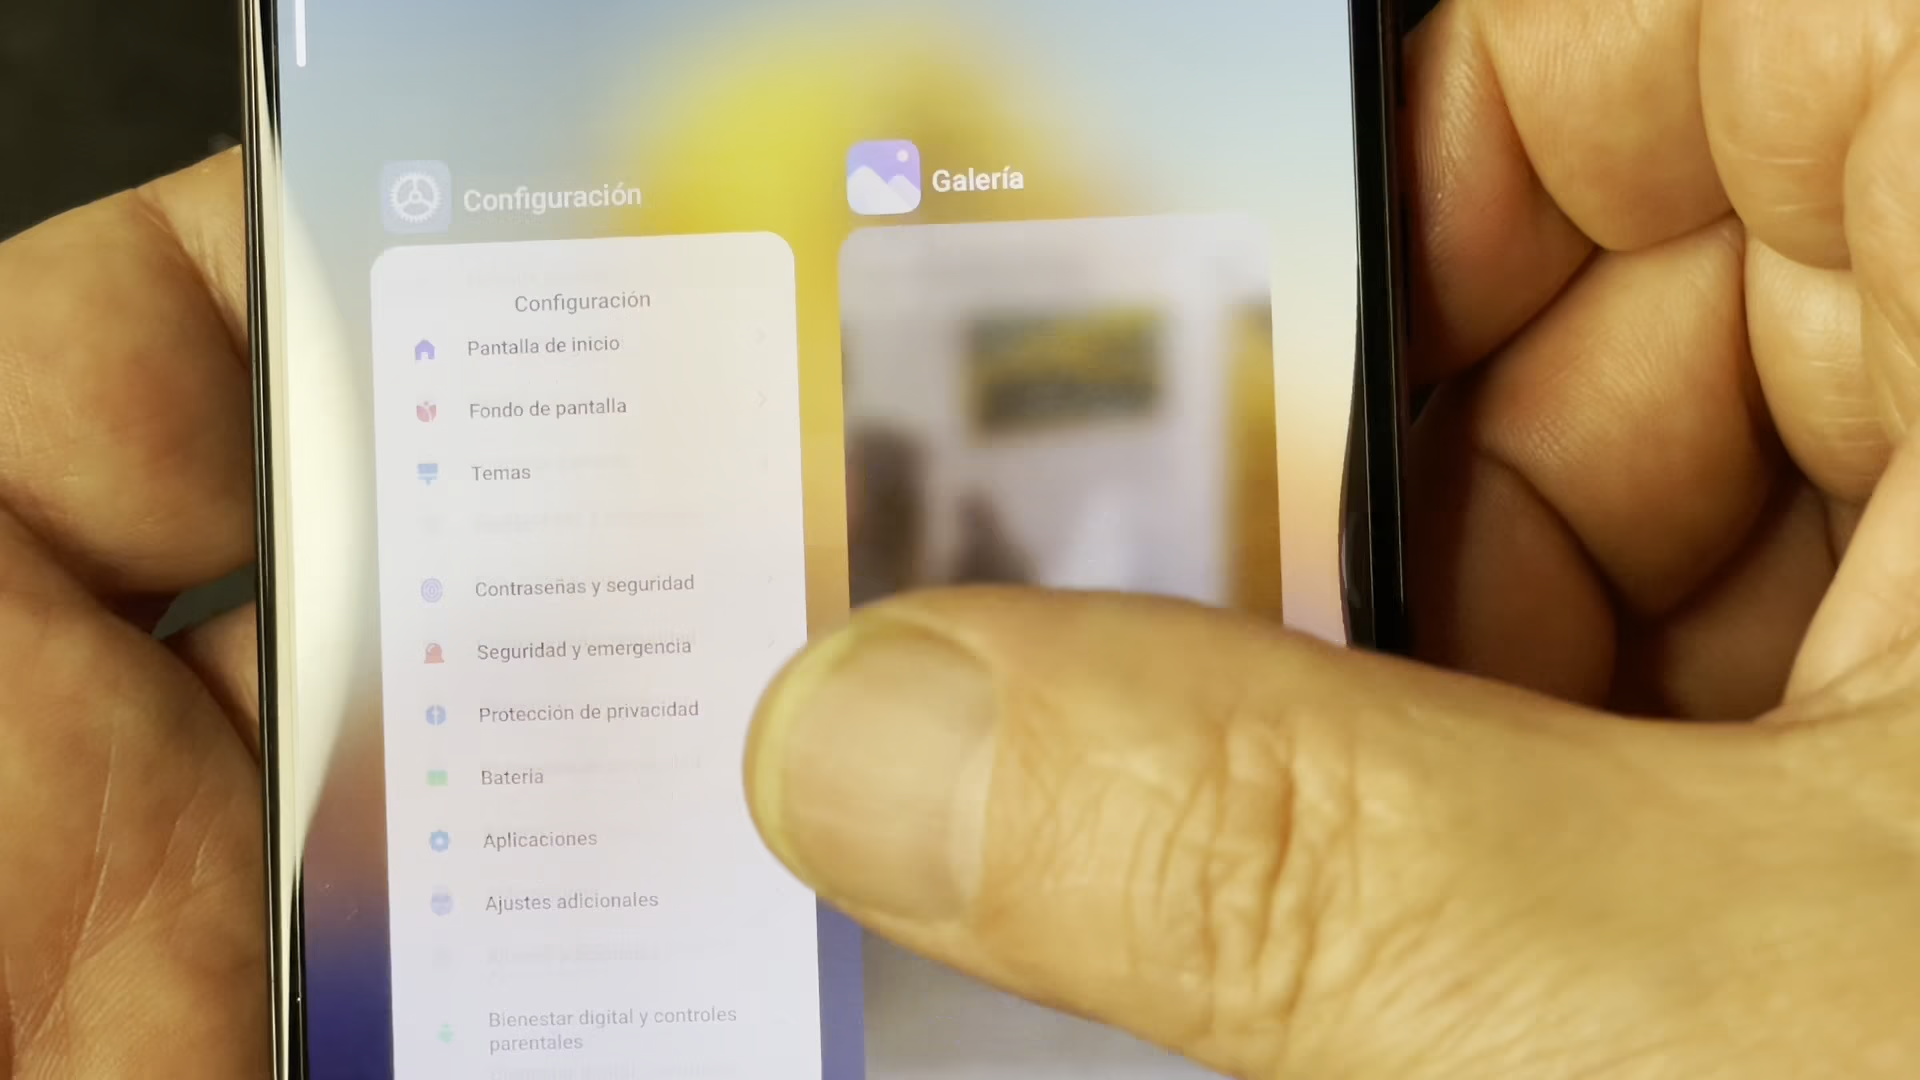 Configuración
Galería
Configuración
Pantalla de inicio
Fondo de pantalla
Temas
Contraseñas y seguridad
Seguridad y emergencia
Protección de privacidad
Bateria
Aplicaciones
Ajustes adicionales
Bienestar digital y controles
parentales